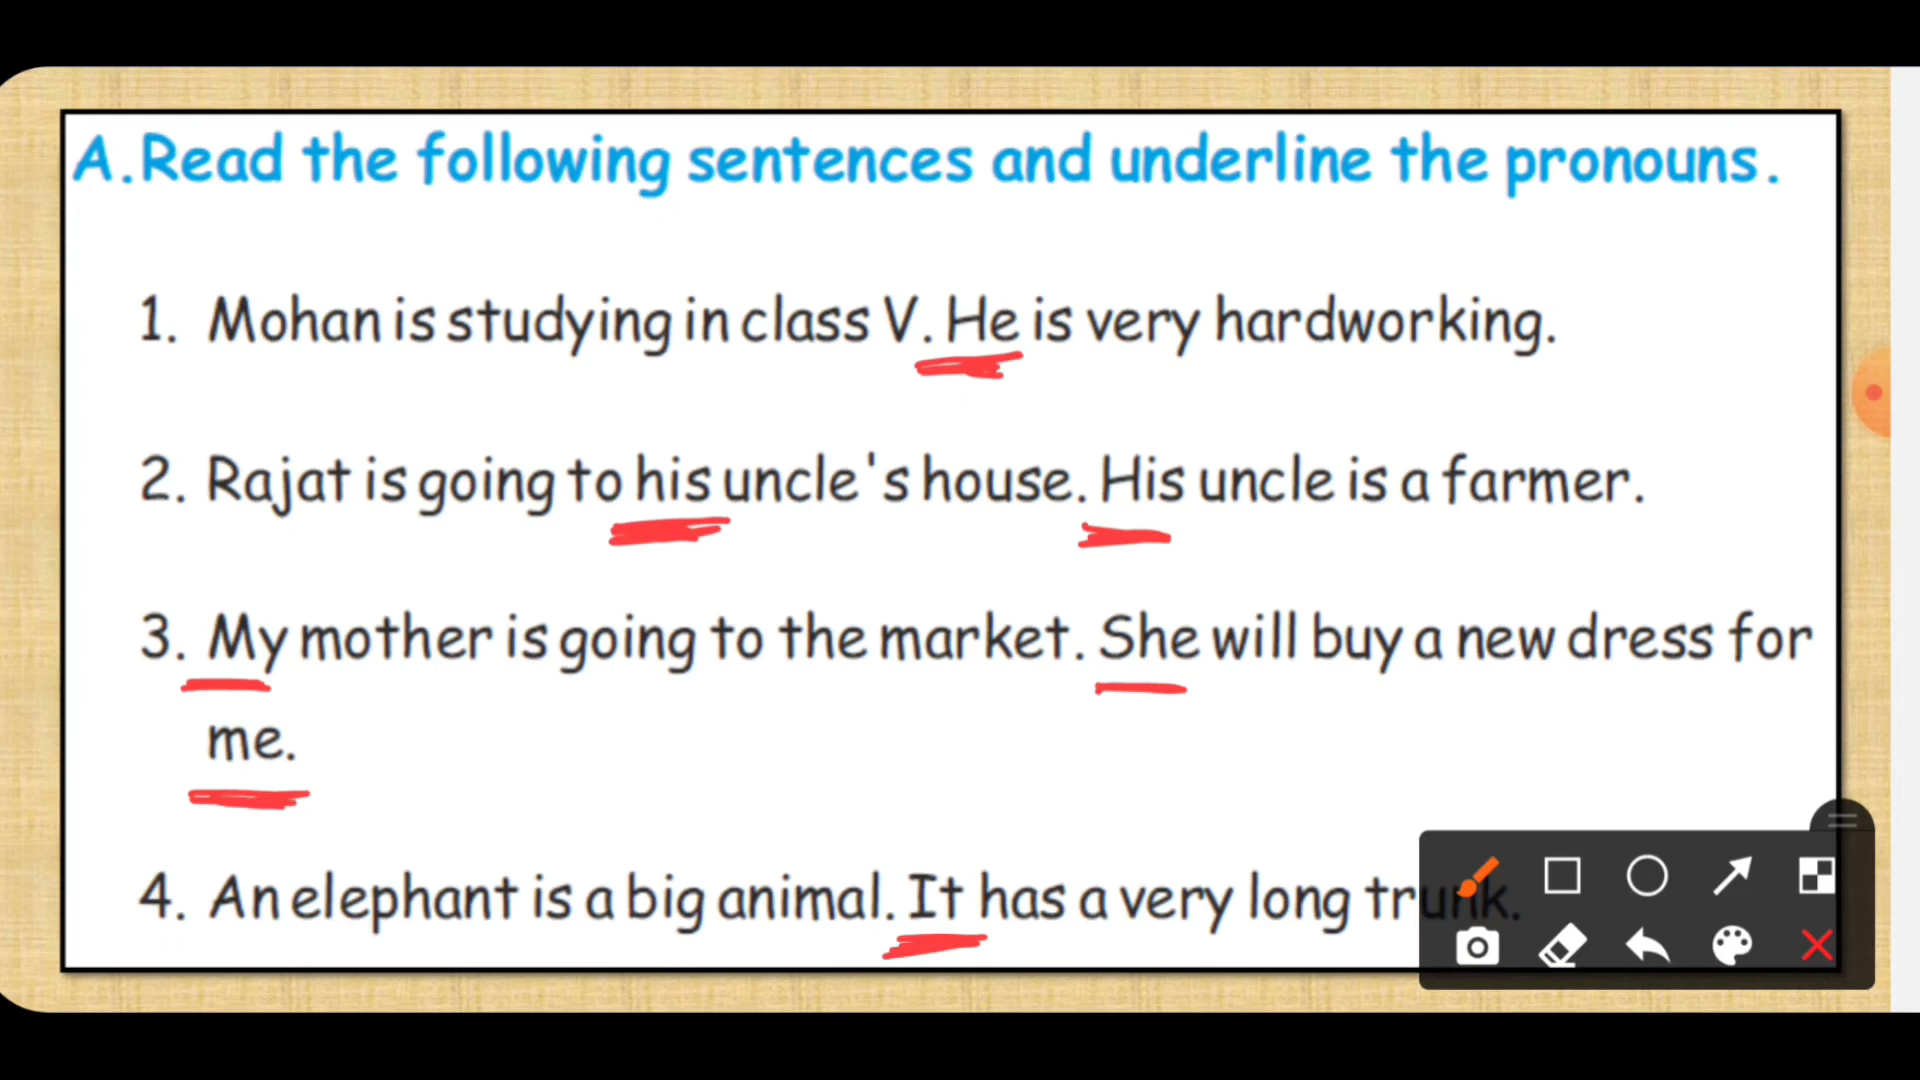 A.Read the following sentences and underline the pronouns.
1. Mohan is studying in class V. He is very hardworking.
2. Rajat is going to his uncle's house. His uncle is a farmer.
3. My mother is going to the market. She will buy a new dress for
me.
4. An elephant is a big animal. It has a very long trunk.